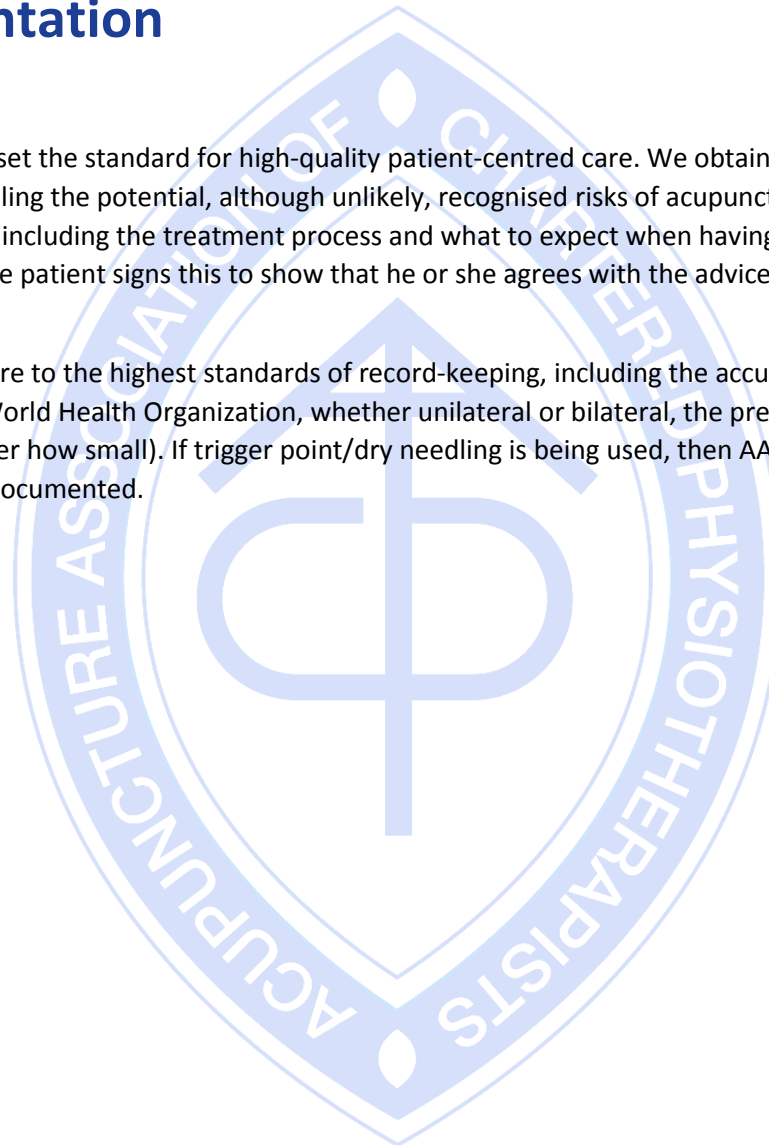 ntation
set the standard for high-quality patient-centred care. We obtain
ling the potential, although unlikely, recognised risks of acupunct
including the treatment process and what to expect when having
e patient signs this to show that he or she agrees with the advice
re to the highest standards of record-keeping, including the accu
World Health Organization, whether unilateral or bilateral, the pre
er how small). If trigger point/dry needling is being used, then AA
ocumented.
ACUPUNCTURE ASSOCIATION OF CHARTERED PHYSIOTHERAPISTS